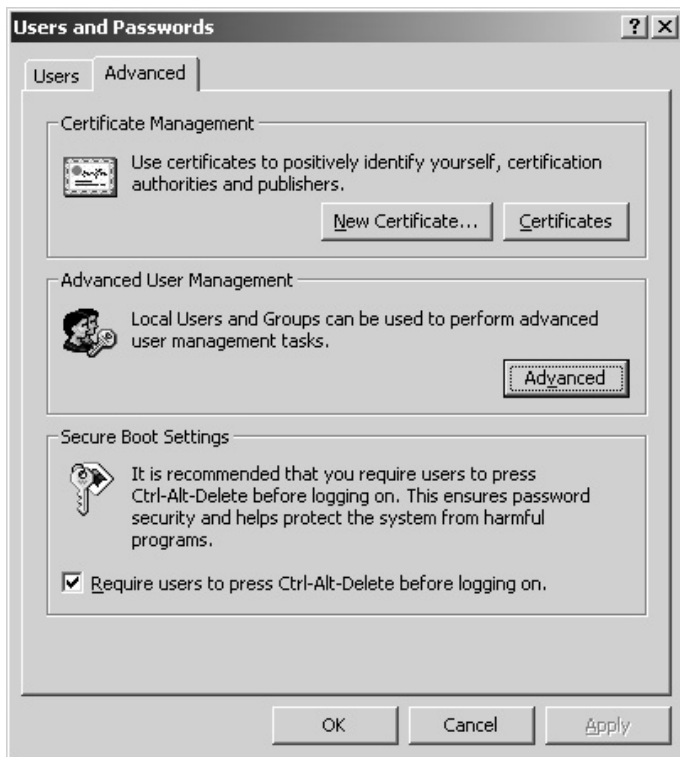 Users and Passwords
Users
Advanced
Certificate Management
Use certificates to positively identify yourself, certification
authorities and publishers.
New Certificate...
Certificates
Advanced User Management
Local Users and Groups can be used to perform advanced
user management tasks.
Advanced
Secure Boot Settings
It is recommended that you require users to press
Ctrl-Alt-Delete before logging on. This ensures password
security and helps protect the system from harmful
programs.
Require users to press Ctrl-Alt-Delete before logging on.
OK
Cancel
Apply